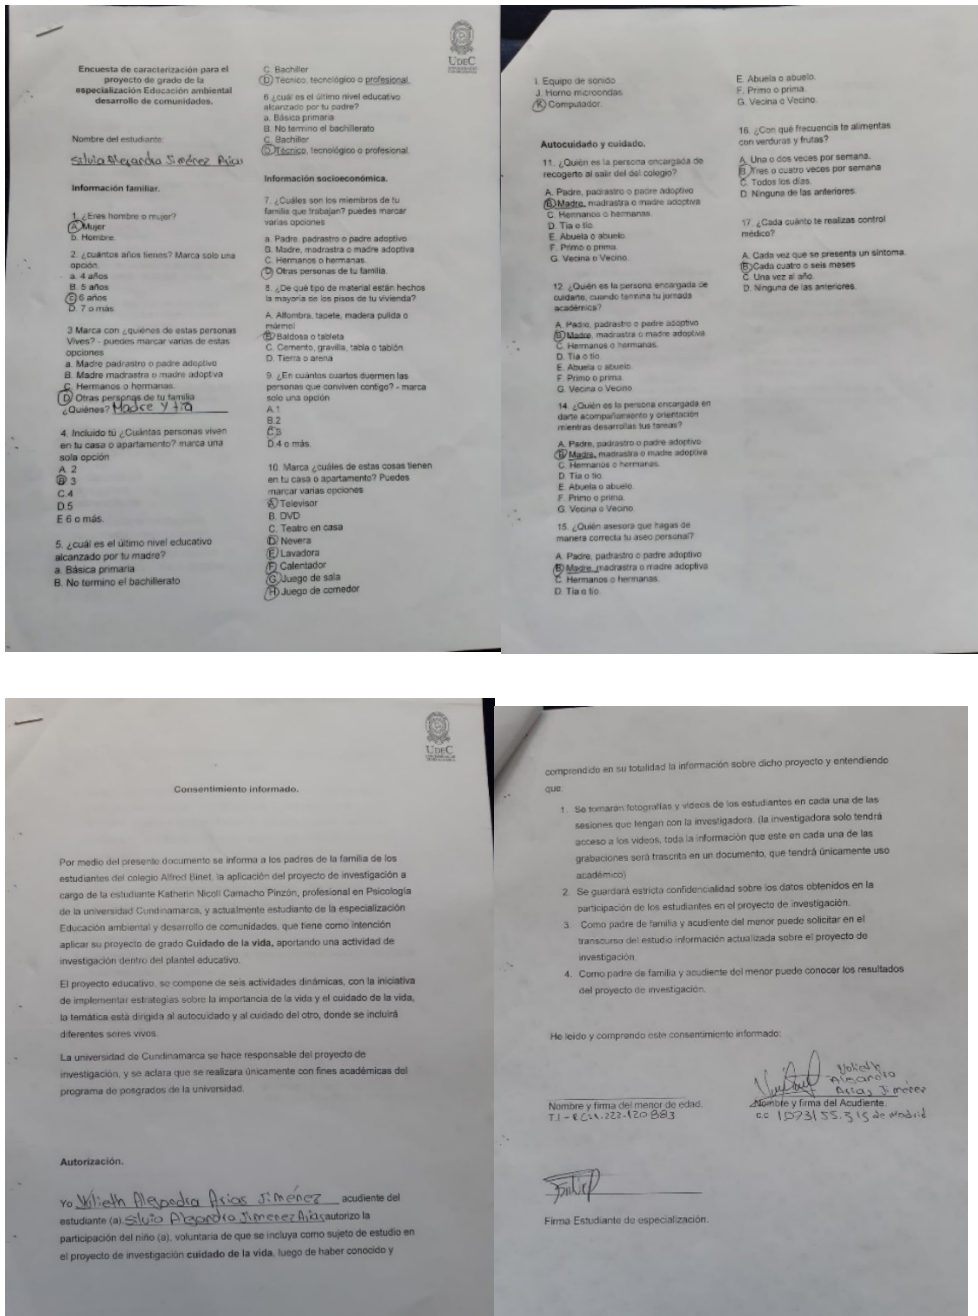 UDEC
Encuesta de caracterización para el
proyecto de grado de la
especialización Educación ambiental
desarrollo de comunidades.
Nombre del estudiante:
Silvia Alejandra Jiménez Arias
Información familiar.
1. ¿Eres hombre o mujer?
A. Mujer
b. Hombre.
2. ¿cuántos años tienes? Marca solo una
opción.
a. 4 años
B. 5 años
C 6 años
D. 7 o más.
3 Marca con ¿quiénes de estas personas
Vives? - puedes marcar varias de estas
opciones
a. Madre padrastro o padre adoptivo
B. Madre madrastra o madre adoptiva
C. Hermanos o hermanas.
D Otras personas de tu familia
¿Quiénes? Madre y tia
4. Incluido tú ¿Cuántas personas viven
en tu casa o apartamento? marca una
sola opción
A. 2
B 3
C.4
D.5
E 6 o más.
5. ¿cuál es el último nivel educativo
alcanzado por tu madre?
a. Básica primaria
B. No termino el bachillerato
C. Bachiller
D Técnico, tecnológico o profesional.
6 ¿cuál es el último nivel educativo
alcanzado por tu padre?
a. Básica primaria
B. No termino el bachillerato
C. Bachiller
D. Técnico, tecnológico o profesional.
Información socioeconómica.
7. ¿Cuáles son los miembros de tu
familia que trabajan? puedes marcar
varias opciones
a. Padre, padrastro o padre adoptivo
B. Madre, madrastra o madre adoptiva
C. Hermanos o hermanas.
D Otras personas de tu familia.
8. ¿De qué tipo de material están hechos
la mayoría de los pisos de tu vivienda?
A. Alfombra, tapete, madera pulida o
mármol
B Baldosa o tableta
C. Cemento, gravilla, tabla o tablón
D. Tierra o arena
9. ¿En cuántos cuartos duermen las
personas que conviven contigo? - marca
solo una opción
A.1
B.2
C.3
D.4 o más.
10. Marca ¿cuáles de estas cosas tienen
en tu casa o apartamento? Puedes
marcar varias opciones
A Televisor
B. DVD
C. Teatro en casa
D. Nevera
E Lavadora
F Calentador
G. Juego de sala
H Juego de comedor
I. Equipo de sonido
J. Horno microondas
K Computador.
Autocuidado y cuidado.
11. ¿Quién es la persona encargada de
recogerto al salir del del colegio?
A. Padre, padrastro o padre adoptivo
B. Madre, madrastra o madre adoptiva
C. Hermanos o hermanas.
D. Tía o tío.
E. Abuela o abuelo.
F. Primo o prima.
G. Vecina o Vecino.
12. ¿Quién es la persona encargada de
cuidarte, cuando termina tu jornada
académica?
A. Padre, padrastro o padre adoptivo
B Madre, madrastra o madre adoptiva
C. Hermanos o hermanas.
D. Tía o tío.
E. Abuela o abuelo.
F. Primo o prima.
G. Vecina o Vecino
14. ¿Quién es la persona encargada en
darte acompañamiento y orientación
mientras desarrollas tus tareas?
A. Padre, padrastro o padre adoptivo
B Madre, madrastra o madre adoptiva
C. Hermanos o hermanas.
D. Tía o tío.
E. Abuela o abuelo.
F. Primo o prima.
G. Vecina o Vecino
15. ¿Quién asesora que hagas de
manera correcta tu aseo personal?
A. Padre, padrastro o padre adoptivo
B Madre, madrastra o madre adoptiva
C. Hermanos o hermanas.
D. Tía o tío.
E. Abuela o abuelo.
F. Primo o prima.
G. Vecina o Vecino.
16. ¿Con qué frecuencia te alimentas
con verduras y frutas?
A. Una o dos veces por semana.
B. Tres o cuatro veces por semana
C. Todos los días.
D. Ninguna de las anteriores.
17. ¿Cada cuánto te realizas control
médico?
A. Cada vez que se presenta un síntoma.
B Cada cuatro o seis meses
C. Una vez al año.
D. Ninguna de las anteriores.
UDEC
Consentimiento informado.
Por medio del presente documento se informa a los padres de la familia de los
estudiantes del colegio Alfred Binet, la aplicación del proyecto de investigación a
cargo de la estudiante Katherin Nicoll Camacho Pinzón, profesional en Psicología
de la universidad Cundinamarca, y actualmente estudiante de la especialización
Educación ambiental y desarrollo de comunidades, que tiene como intención
aplicar su proyecto de grado Cuidado de la vida, aportando una actividad de
investigación dentro del plantel educativo.
El proyecto educativo, se compone de seis actividades dinámicas, con la iniciativa
de implementar estrategias sobre la importancia de la vida y el cuidado de la vida,
la temática está dirigida al autocuidado y al cuidado del otro, donde se incluirá
diferentes seres vivos.
La universidad de Cundinamarca se hace responsable del proyecto de
investigación, y se aclara que se realizara únicamente con fines académicas del
programa de posgrados de la universidad.
Autorización.
Yo Yolieth Alejandra Arias Jiménez acudiente del
estudiante (a) Silvia Alejandra Jimenez Arias autorizo la
participación del niño (a), voluntaria de que se incluya como sujeto de estudio en
el proyecto de investigación cuidado de la vida, luego de haber conocido y
comprendido en su totalidad la información sobre dicho proyecto y entendiendo
que:
1. Se tomarán fotografías y videos de los estudiantes en cada una de las
sesiones que tengan con la investigadora. (la investigadora solo tendrá
acceso a los videos, toda la información que este en cada una de las
grabaciones será trascrito en un documento, que tendrá únicamente uso
académico)
2. Se guardará estricta confidencialidad sobre los datos obtenidos en la
participación de los estudiantes en el proyecto de investigación.
3. Como padre de familia y acudiente del menor puede solicitar en el
transcurso del estudio información actualizada sobre el proyecto de
investigación
4. Como padre de familia y acudiente del menor puede conocer los resultados
del proyecto de investigación.
He leído y comprendo este consentimiento informado:
Yolieth
Alejandra
Arias Jiménez
Nombre y firma del menor de edad.
Nombre y firma del Acudiente.
cc 1073155.315 de Madrid
Firma Estudiante de especialización.